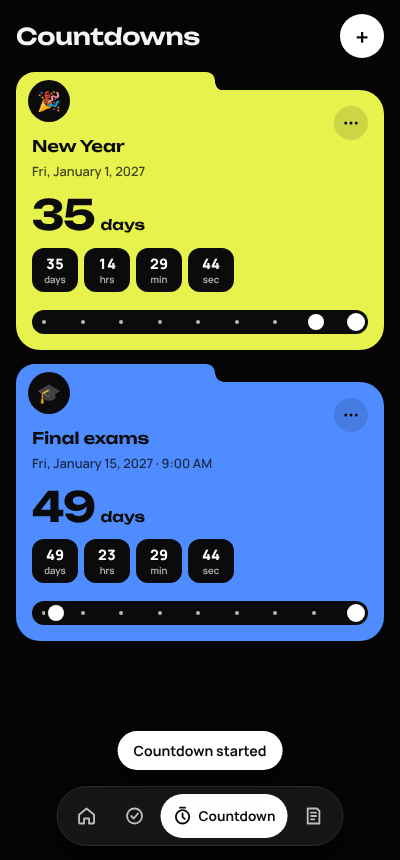 Countdowns
New Year
Fri, January 1, 2027
35 days
35 14 29 44
days hrs min sec
Final exams
Fri, January 15, 2027 · 9:00 AM
49 days
49 23 29 44
days hrs min sec
Countdown started
Countdown